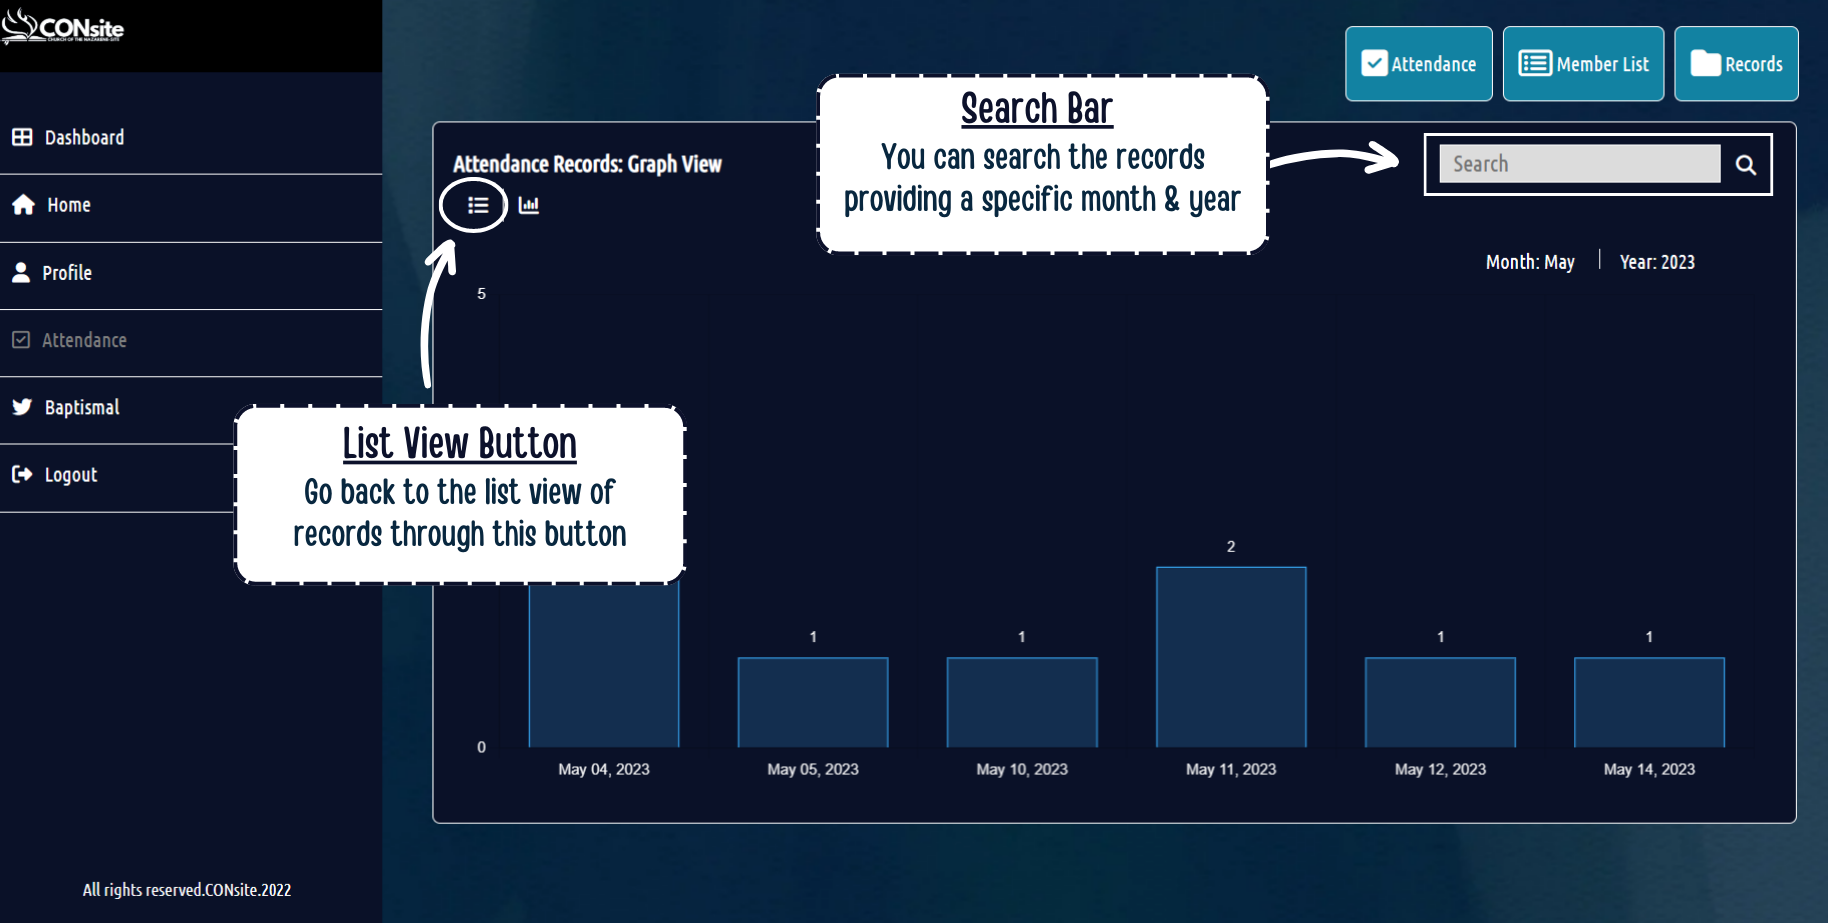 CONsite
CHURCH OF THE NAZARENE-SITE
Dashboard
Home
Profile
Attendance
Baptismal
Logout
All rights reserved.CONsite.2022
Attendance
Member List
Records
Attendance Records: Graph View
Search
Search Bar
You can search the records
providing a specific month & year
Month: May
Year: 2023
List View Button
Go back to the list view of
records through this button
5
0
1
1
2
1
1
May 04, 2023
May 05, 2023
May 10, 2023
May 11, 2023
May 12, 2023
May 14, 2023